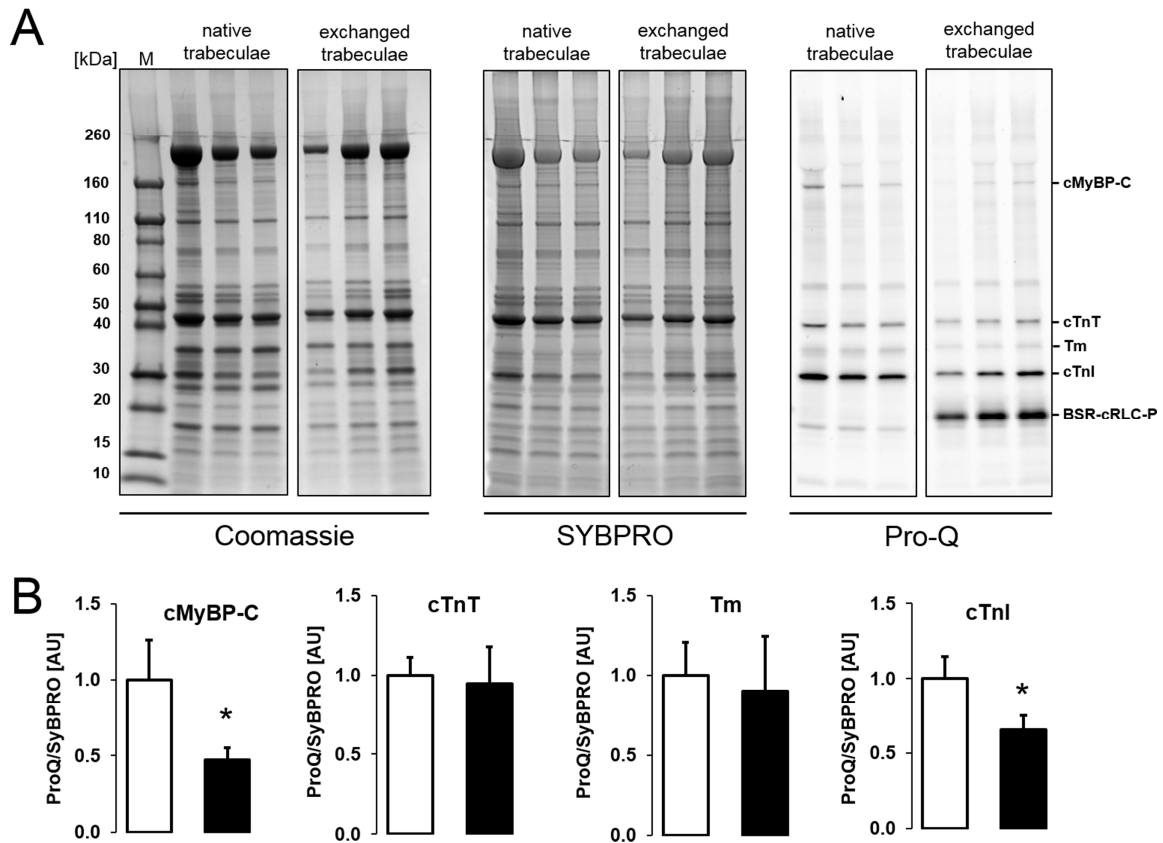 A
native
trabeculae
exchanged
trabeculae
native
trabeculae
exchanged
trabeculae
native
trabeculae
exchanged
trabeculae
[kDa]
M
260
160
110
80
60
50
40
30
20
15
10
cMyBP-C
cTnT
Tm
cTnI
BSR-cRLC-P
Coomassie
SYBPRO
Pro-Q
B
cMyBP-C
ProQ/SyBPRO [AU]
1.5
1.0
0.5
0.0
*
cTnT
ProQ/SyBPRO [AU]
1.5
1.0
0.5
0.0
Tm
ProQ/SyBPRO [AU]
1.5
1.0
0.5
0.0
cTnI
ProQ/SyBPRO [AU]
1.5
1.0
0.5
0.0
*